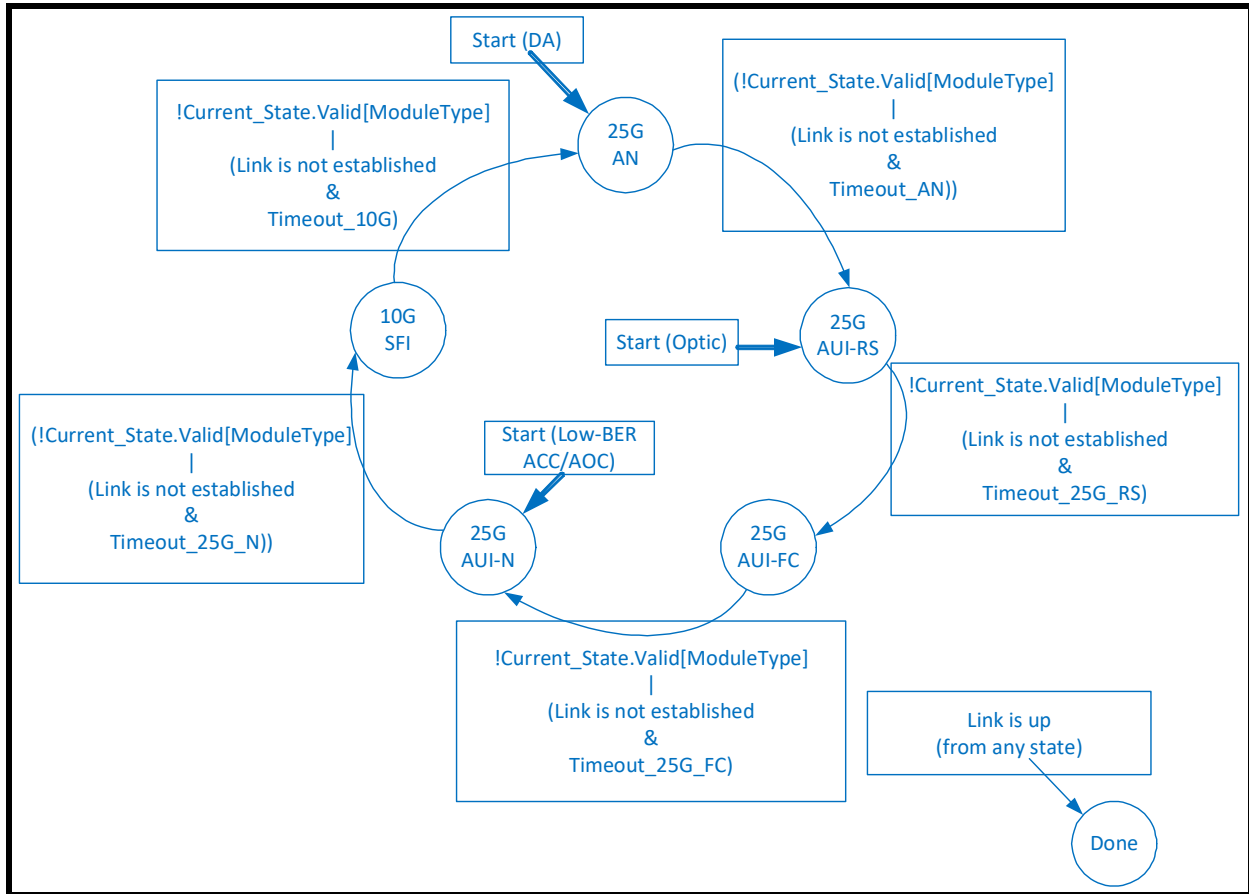 Start (DA)
!Current_State.Valid[ModuleType]
|
(Link is not established
&
Timeout_10G)
25G
AN
(!Current_State.Valid[ModuleType]
|
(Link is not established
&
Timeout_AN))
10G
SFI
Start (Optic)
25G
AUI-RS
!Current_State.Valid[ModuleType]
|
(Link is not established
&
Timeout_25G_RS)
(!Current_State.Valid[ModuleType]
|
(Link is not established
&
Timeout_25G_N))
Start (Low-BER
ACC/AOC)
25G
AUI-N
25G
AUI-FC
!Current_State.Valid[ModuleType]
|
(Link is not established
&
Timeout_25G_FC)
Link is up
(from any state)
Done